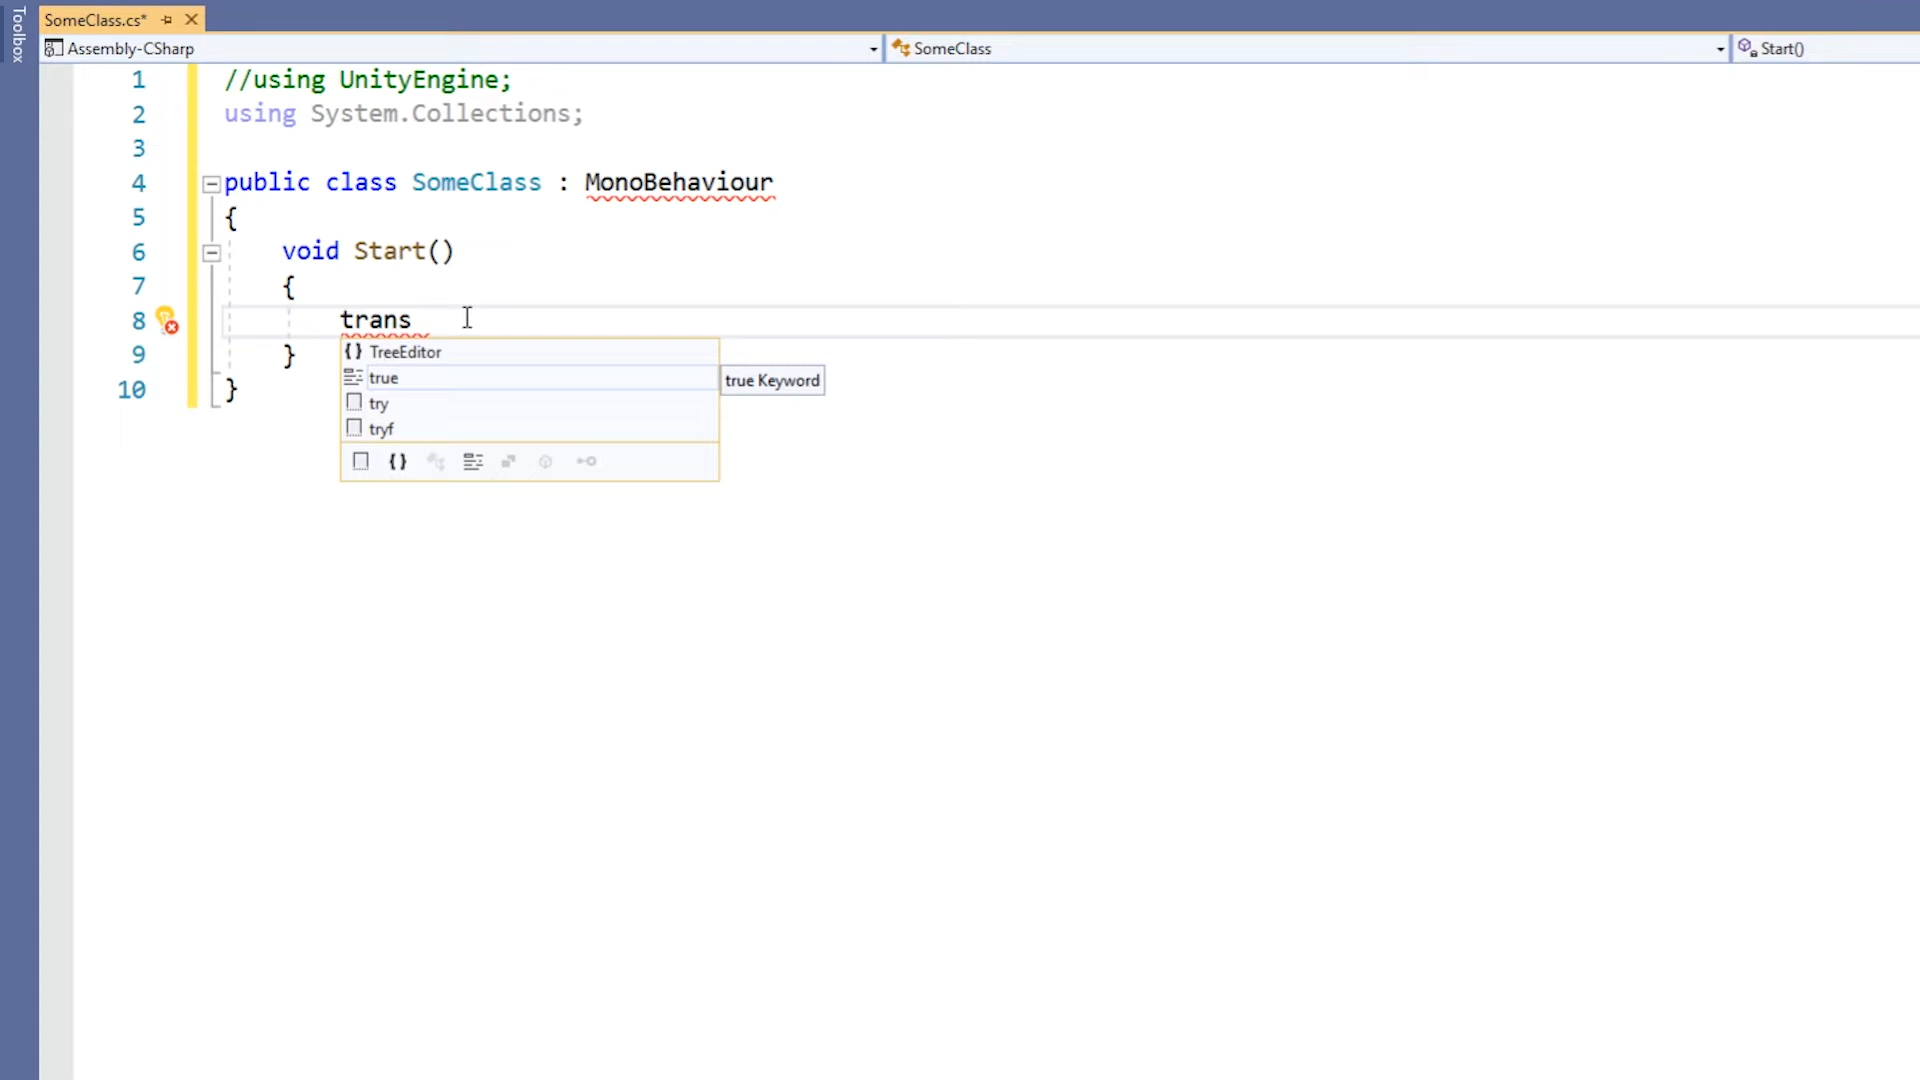 Toolbox
SomeClass.cs*
Assembly-CSharp
SomeClass
Start()
1 //using UnityEngine;
2 using System.Collections;
3
4 public class SomeClass : MonoBehaviour
5 {
6 void Start()
7 {
8 trans
9 }
10 }
{} TreeEditor
true
true Keyword
try
tryf
{}